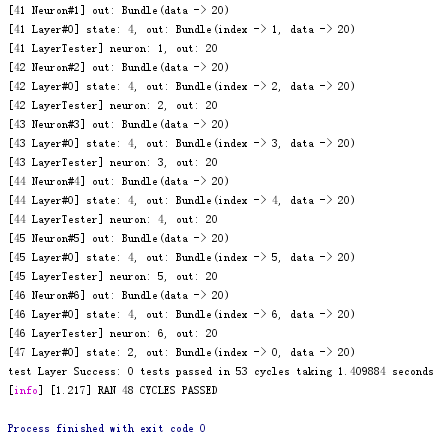 [41 Neuron#1] out: Bundle(data -> 20)
[41 Layer#0] state: 4, out: Bundle(index -> 1, data -> 20)
[41 LayerTester] neuron: 1, out: 20
[42 Neuron#2] out: Bundle(data -> 20)
[42 Layer#0] state: 4, out: Bundle(index -> 2, data -> 20)
[42 LayerTester] neuron: 2, out: 20
[43 Neuron#3] out: Bundle(data -> 20)
[43 Layer#0] state: 4, out: Bundle(index -> 3, data -> 20)
[43 LayerTester] neuron: 3, out: 20
[44 Neuron#4] out: Bundle(data -> 20)
[44 Layer#0] state: 4, out: Bundle(index -> 4, data -> 20)
[44 LayerTester] neuron: 4, out: 20
[45 Neuron#5] out: Bundle(data -> 20)
[45 Layer#0] state: 4, out: Bundle(index -> 5, data -> 20)
[45 LayerTester] neuron: 5, out: 20
[46 Neuron#6] out: Bundle(data -> 20)
[46 Layer#0] state: 4, out: Bundle(index -> 6, data -> 20)
[46 LayerTester] neuron: 6, out: 20
[47 Layer#0] state: 2, out: Bundle(index -> 0, data -> 20)
test Layer Success: 0 tests passed in 53 cycles taking 1.409884 seconds
[info] [1.217] RAN 48 CYCLES PASSED
Process finished with exit code 0